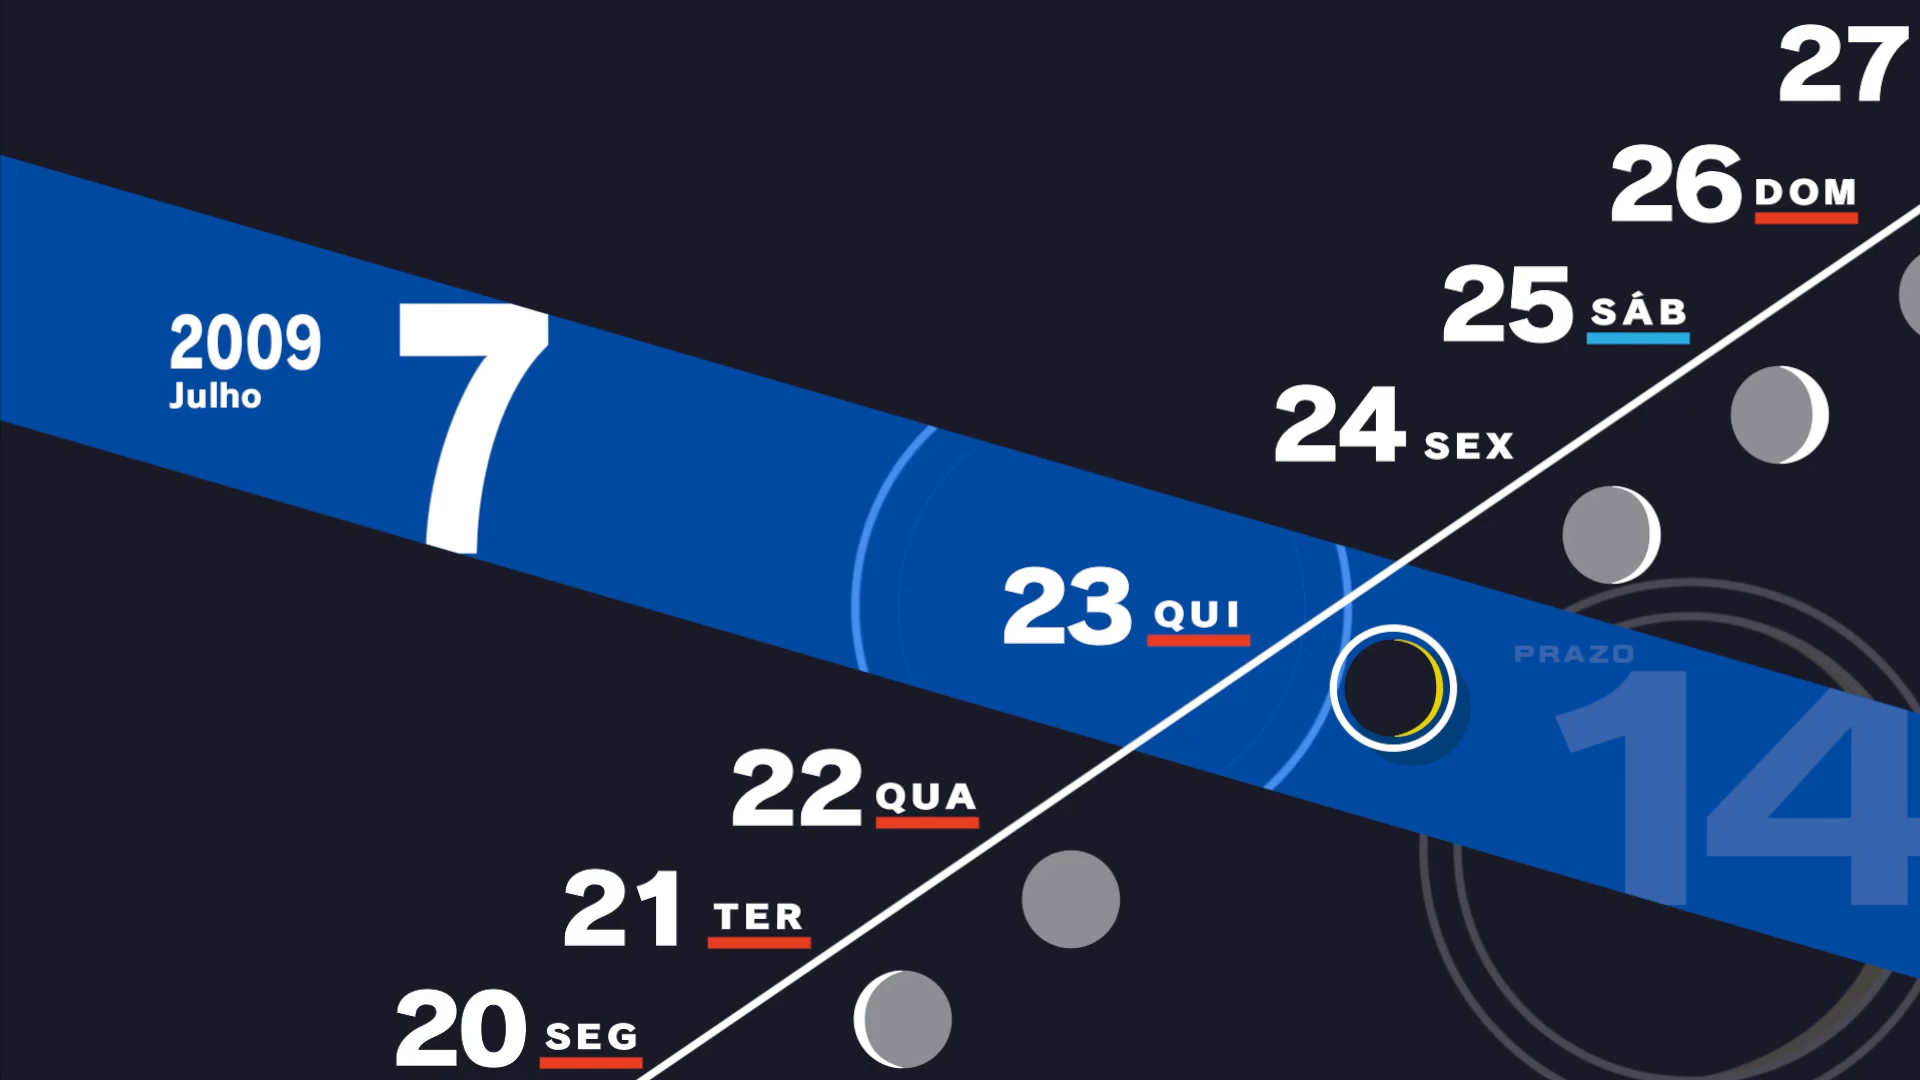 27
26 DOM
25 SÁB
24 SEX
2009
Julho
7
23 QUI
PRAZO
14
22 QUA
21 TER
20 SEG